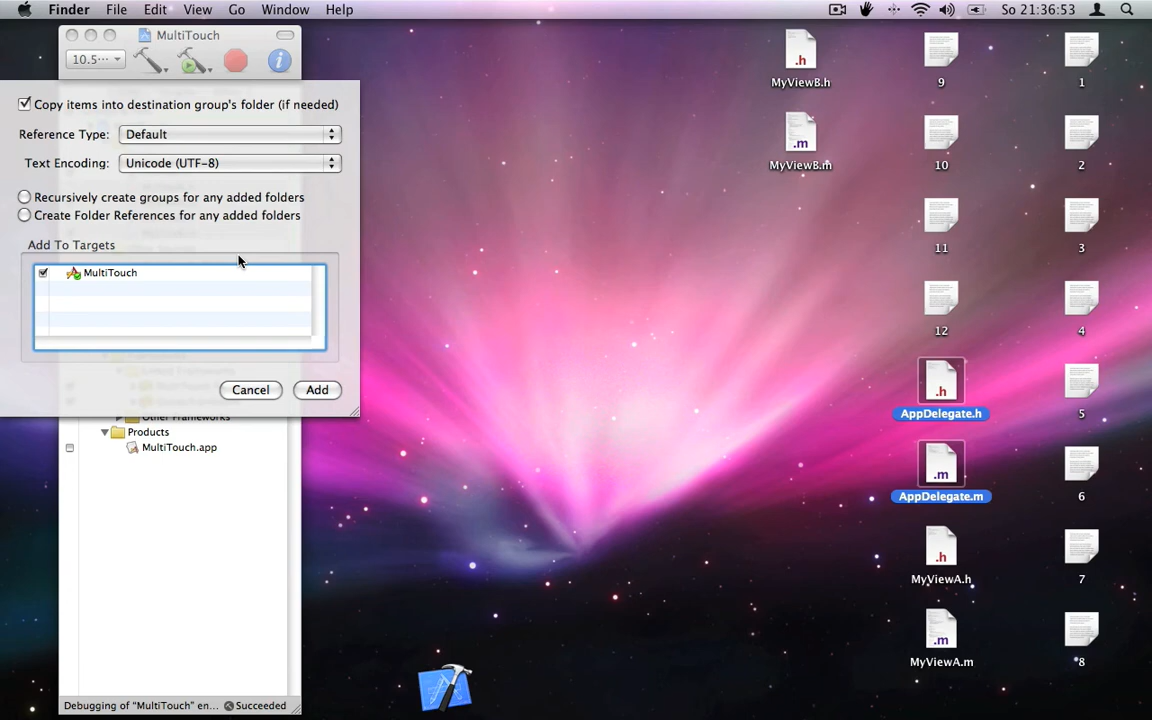 Finder File Edit View Go Window Help So 21:36:53
MultiTouch
10.5…
Copy items into destination group's folder (if needed)
Reference Type: Default
Text Encoding: Unicode (UTF-8)
Recursively create groups for any added folders
Create Folder References for any added folders
Add To Targets
MultiTouch
Cancel Add
Other Frameworks
Products
MultiTouch.app
Debugging of "MultiTouch" en... Succeeded
.h
MyViewB.h
.m
MyViewB.m
9
10
11
12
.h
AppDelegate.h
.m
AppDelegate.m
.h
MyViewA.h
.m
MyViewA.m
1
2
3
4
5
6
7
8